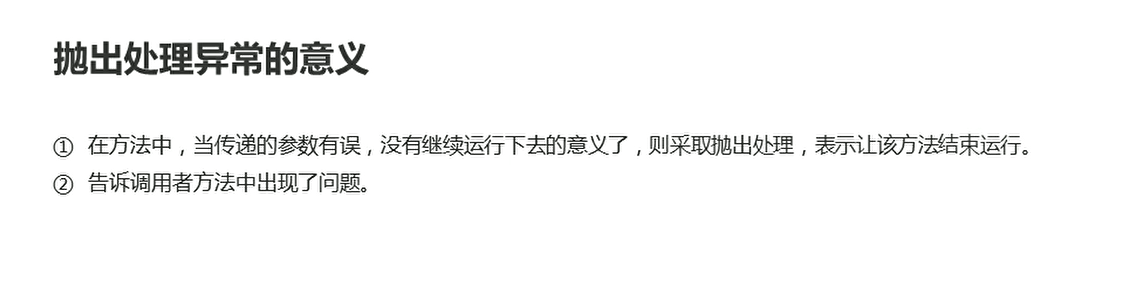 抛出处理异常的意义
① 在方法中，当传递的参数有误，没有继续运行下去的意义了，则采取抛出处理，表示让该方法结束运行。
② 告诉调用者方法中出现了问题。